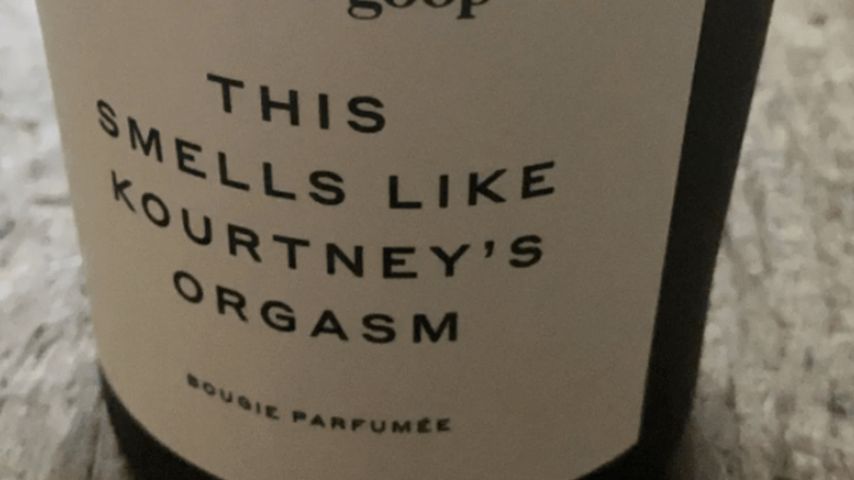 goop
THIS
SMELLS LIKE
KOURTNEY'S
ORGASM
BOUGIE PARFUMÉE